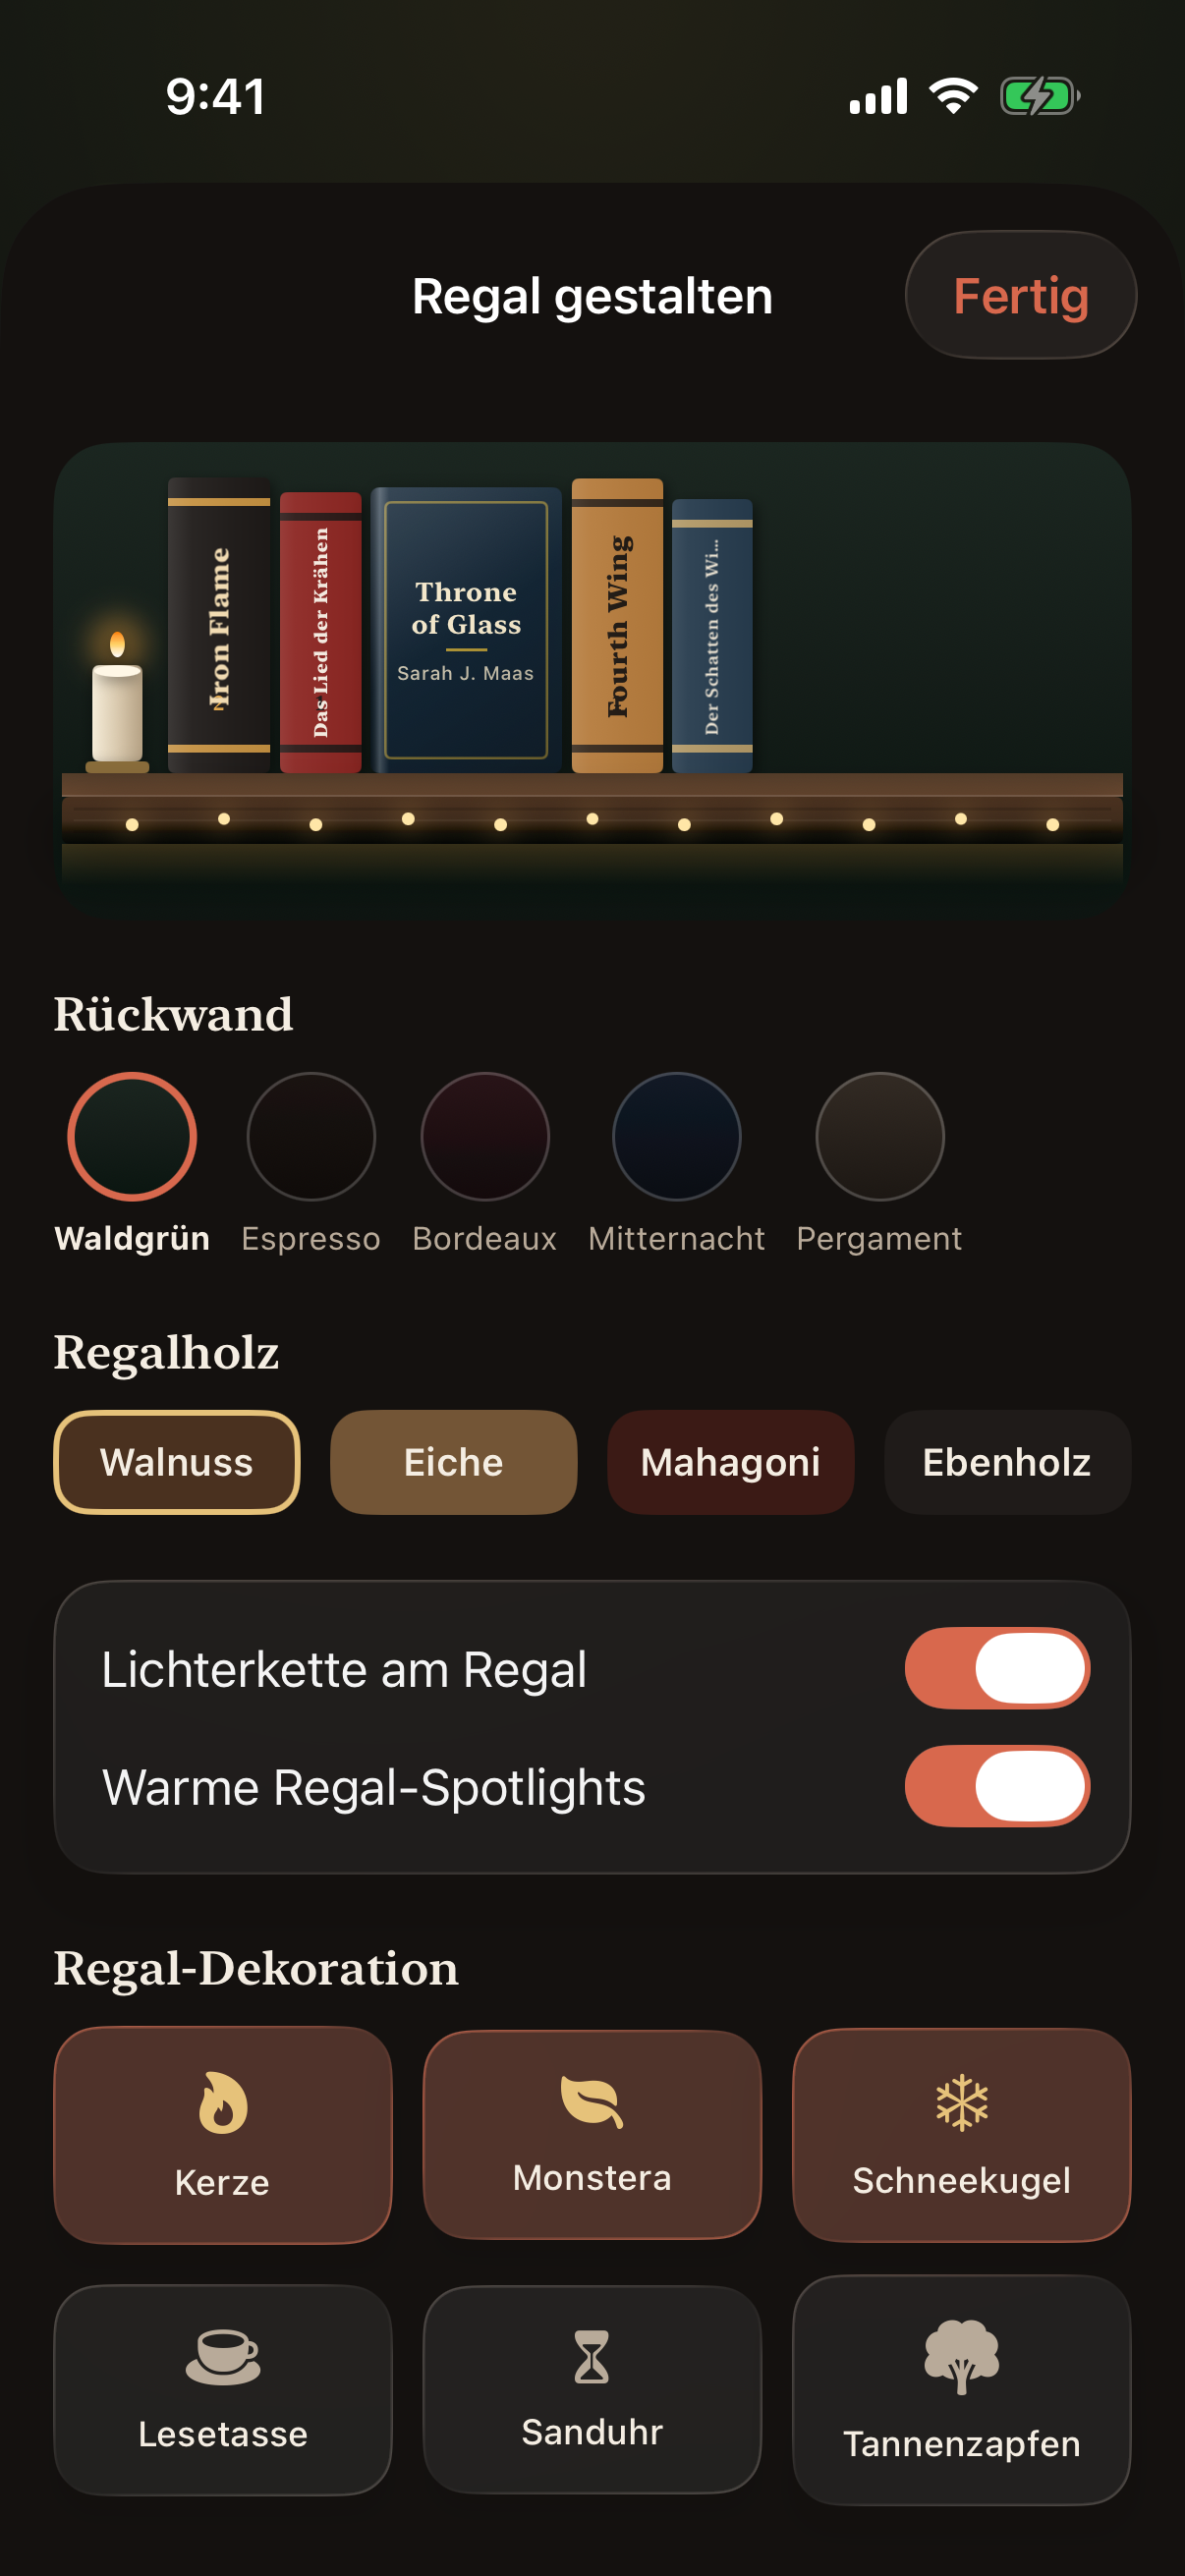 9:41
Regal gestalten
Fertig
Iron Flame
Das Lied der Krähen
Throne
of Glass
Sarah J. Maas
Fourth Wing
Der Schatten des Wi...
Rückwand
Waldgrün
Espresso
Bordeaux
Mitternacht
Pergament
Regalholz
Walnuss
Eiche
Mahagoni
Ebenholz
Lichterkette am Regal
Warme Regal-Spotlights
Regal-Dekoration
Kerze
Monstera
Schneekugel
Lesetasse
Sanduhr
Tannenzapfen